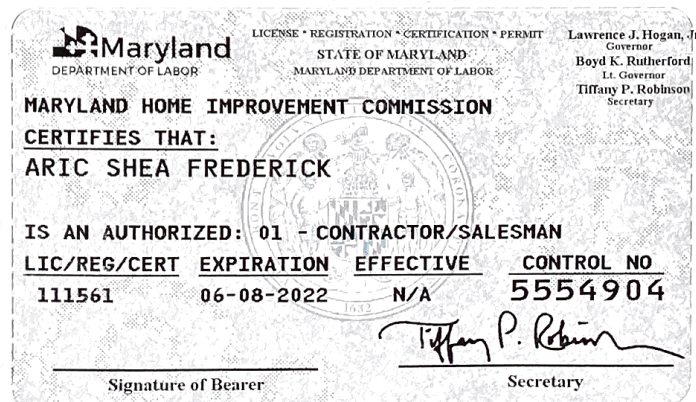 Maryland
DEPARTMENT OF LABOR
LICENSE * REGISTRATION * CERTIFICATION * PERMIT
STATE OF MARYLAND
MARYLAND DEPARTMENT OF LABOR
Lawrence J. Hogan, J
Governor
Boyd K. Rutherford
Lt. Governor
Tiffany P. Robinson
Secretary
MARYLAND HOME IMPROVEMENT COMMISSION
CERTIFIES THAT:
ARIC SHEA FREDERICK
IS AN AUTHORIZED: 01 - CONTRACTOR/SALESMAN
LIC/REG/CERT EXPIRATION EFFECTIVE CONTROL NO
111561 06-08-2022 N/A 5554904
1632
Tiffany P. Robinson
Signature of Bearer
Secretary